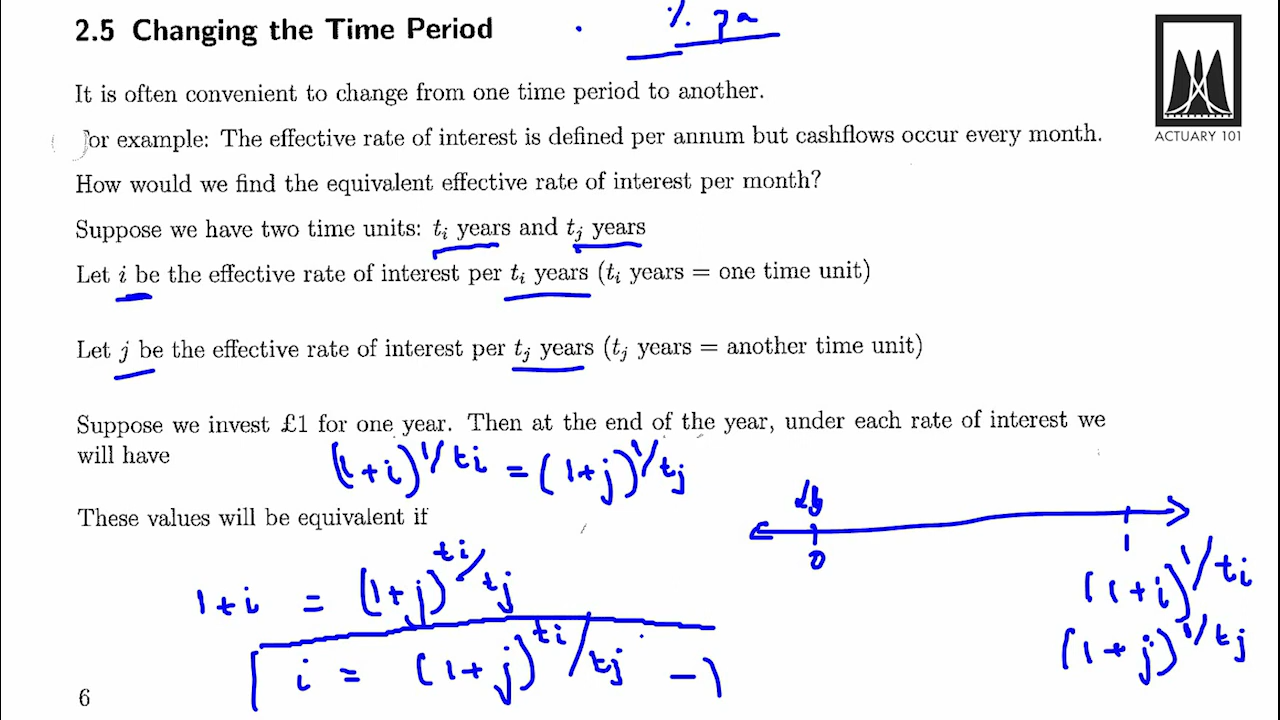 2.5 Changing the Time Period
% pa
ACTUARY 101
It is often convenient to change from one time period to another.
For example: The effective rate of interest is defined per annum but cashflows occur every month.
How would we find the equivalent effective rate of interest per month?
Suppose we have two time units: tᵢ years and tⱼ years
Let i be the effective rate of interest per tᵢ years (tᵢ years = one time unit)
Let j be the effective rate of interest per tⱼ years (tⱼ years = another time unit)
Suppose we invest £1 for one year. Then at the end of the year, under each rate of interest we
will have
(1+i)^1/ti = (1+j)^1/tj
These values will be equivalent if
0 1
(1+i)^1/ti
(1+j)^1/tj
1+i = (1+j)^ti/tj
i = (1+j)^ti/tj - 1
6